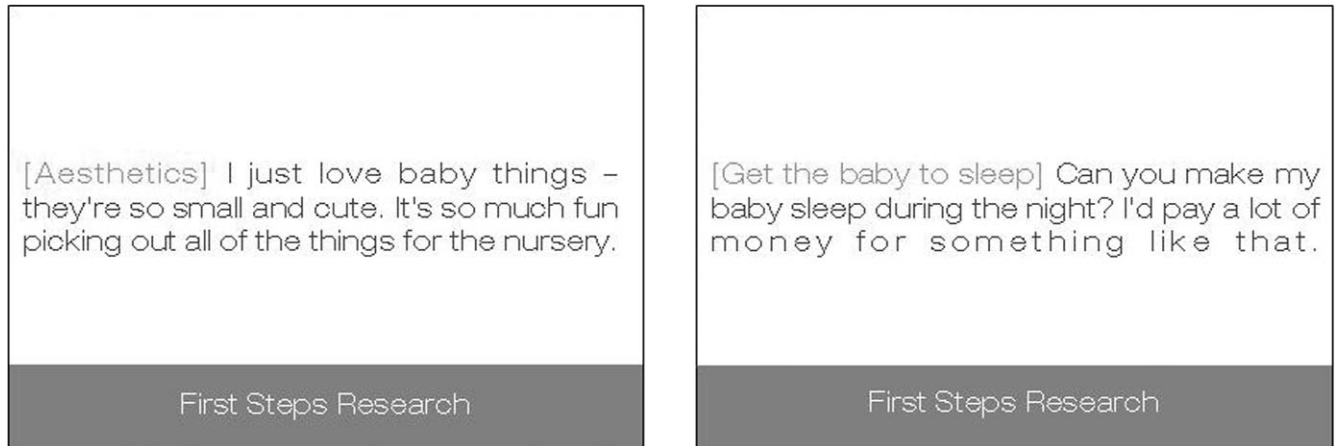 [Aesthetics] I just love baby things –
they're so small and cute. It's so much fun
picking out all of the things for the nursery.
First Steps Research
[Get the baby to sleep] Can you make my
baby sleep during the night? I'd pay a lot of
money for something like that.
First Steps Research